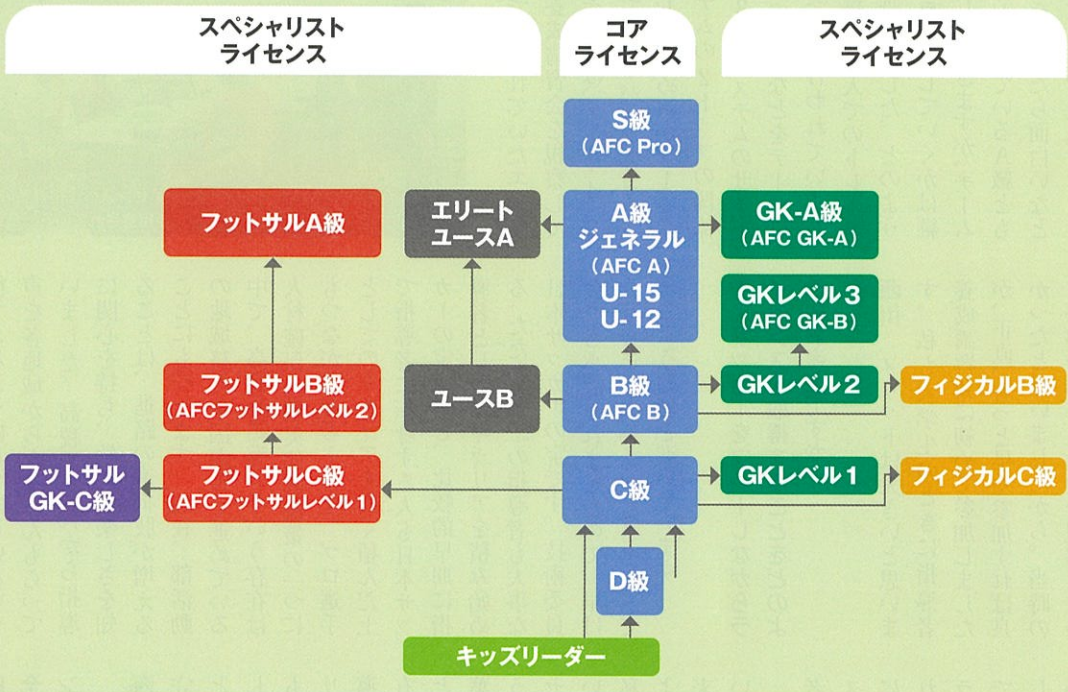 スペシャリスト
ライセンス
コア
ライセンス
スペシャリスト
ライセンス
S級
(AFC Pro)
フットサルA級
エリート
ユースA
A級
ジェネラル
(AFC A)
U-15
U-12
GK-A級
(AFC GK-A)
GKレベル3
(AFC GK-B)
フットサルB級
(AFCフットサルレベル2)
ユースB
B級
(AFC B)
GKレベル2
フィジカルB級
フットサル
GK-C級
フットサルC級
(AFCフットサルレベル1)
C級
GKレベル1
フィジカルC級
D級
キッズリーダー